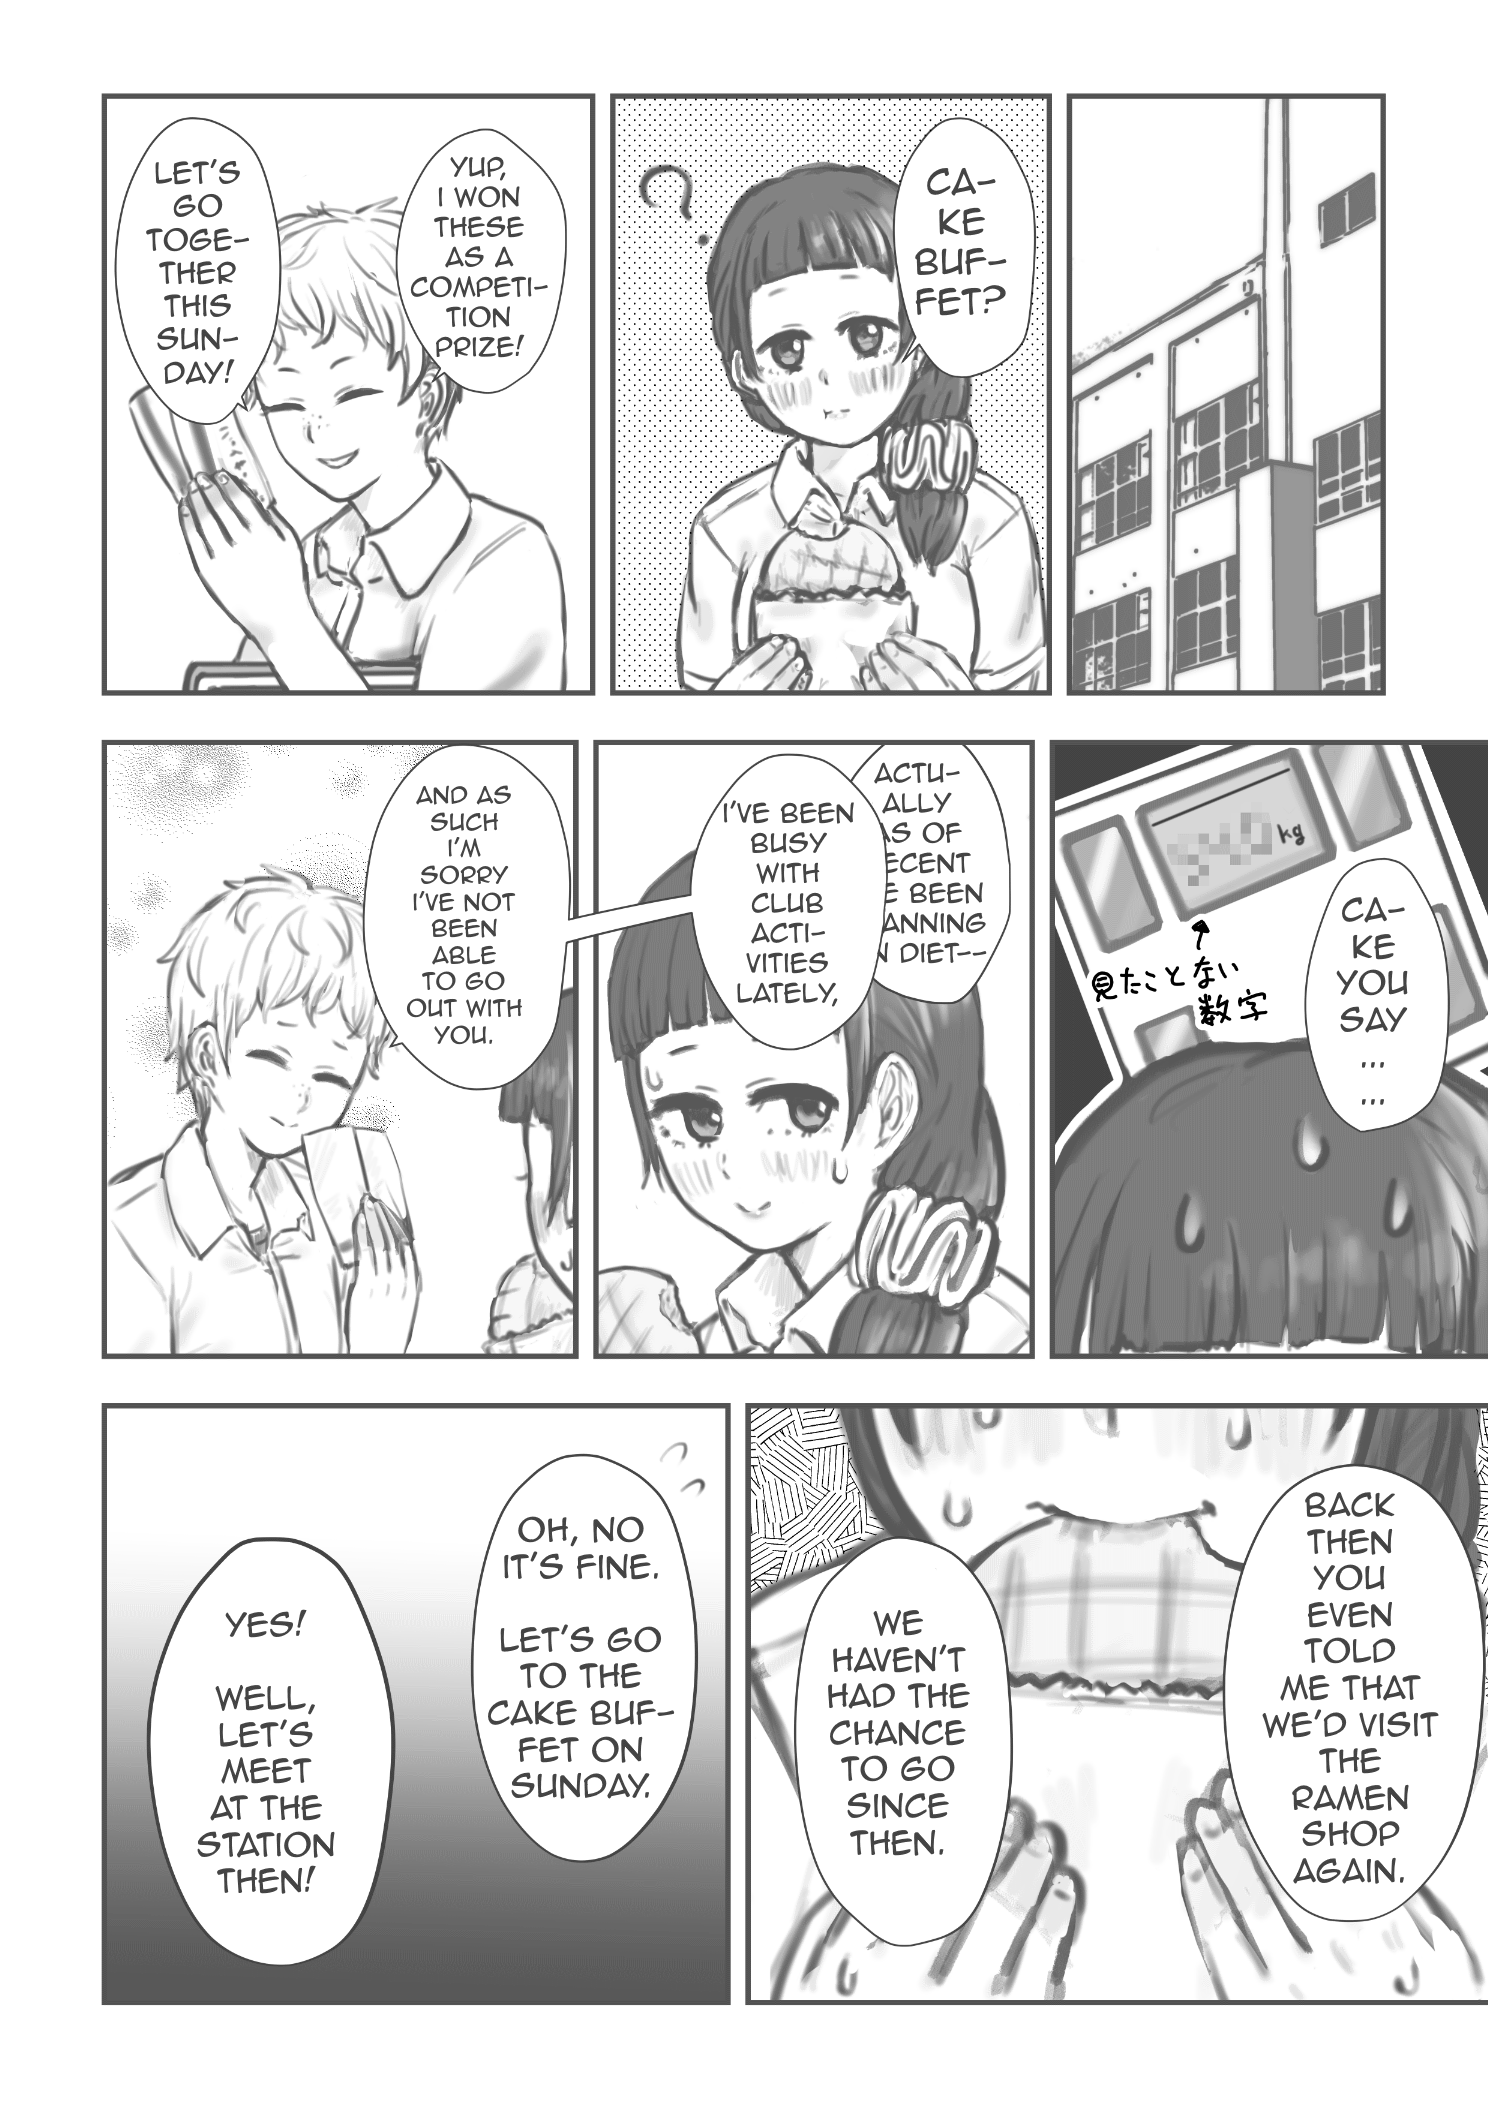 CA-
KE
BUF-
FET?
YUP,
I WON
THESE
AS A
COMPETI-
TION
PRIZE!
LET'S
GO
TOGE-
THER
THIS
SUN-
DAY!
kg
見たことない
数字
CA-
KE
YOU
SAY
...
...
ACTU-
ALLY
AS OF
ECENT
E BEEN
ANNING
N DIET--
I'VE BEEN
BUSY
WITH
CLUB
ACTI-
VITIES
LATELY,
AND AS
SUCH
I'M
SORRY
I'VE NOT
BEEN
ABLE
TO GO
OUT WITH
YOU.
BACK
THEN
YOU
EVEN
TOLD
ME THAT
WE'D VISIT
THE
RAMEN
SHOP
AGAIN.
WE
HAVEN'T
HAD THE
CHANCE
TO GO
SINCE
THEN.
OH, NO
IT'S FINE.
LET'S GO
TO THE
CAKE BUF-
FET ON
SUNDAY.
YES!
WELL,
LET'S
MEET
AT THE
STATION
THEN!